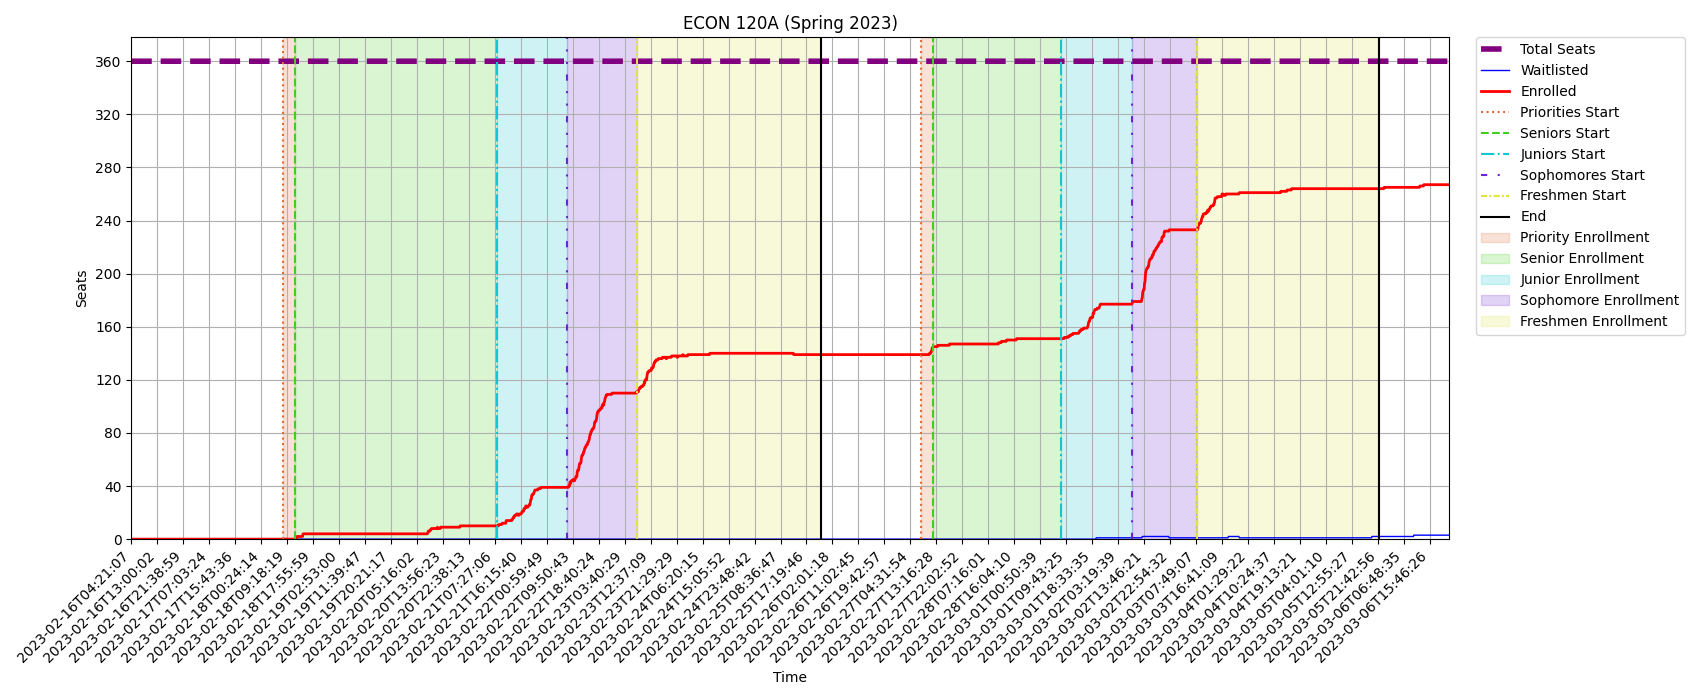 ECON 120A (Spring 2023)
Seats
360
320
280
240
200
160
120
80
40
0
2023-02-16T04:21:07
2023-02-16T13:00:02
2023-02-16T21:38:59
2023-02-17T07:03:24
2023-02-17T15:43:36
2023-02-18T00:24:14
2023-02-18T09:18:19
2023-02-18T17:55:59
2023-02-19T02:53:00
2023-02-19T11:39:47
2023-02-19T20:21:17
2023-02-20T05:16:02
2023-02-20T13:56:23
2023-02-20T22:38:13
2023-02-21T07:27:06
2023-02-21T16:15:40
2023-02-22T00:59:49
2023-02-22T09:50:43
2023-02-22T18:40:24
2023-02-23T03:40:29
2023-02-23T12:37:09
2023-02-23T21:29:29
2023-02-24T06:20:15
2023-02-24T15:05:52
2023-02-24T23:48:42
2023-02-25T08:36:47
2023-02-25T17:19:46
2023-02-26T02:01:18
2023-02-26T11:02:45
2023-02-26T19:42:57
2023-02-27T04:31:54
2023-02-27T13:16:28
2023-02-27T22:02:52
2023-02-28T07:16:01
2023-02-28T16:04:10
2023-03-01T00:50:39
2023-03-01T09:43:25
2023-03-01T18:33:35
2023-03-02T03:19:39
2023-03-02T13:46:21
2023-03-02T22:54:32
2023-03-03T07:49:07
2023-03-03T16:41:09
2023-03-04T01:29:22
2023-03-04T10:24:37
2023-03-04T19:13:21
2023-03-05T04:01:10
2023-03-05T12:55:27
2023-03-05T21:42:56
2023-03-06T06:48:35
2023-03-06T15:46:26
Time
Total Seats
Waitlisted
Enrolled
Priorities Start
Seniors Start
Juniors Start
Sophomores Start
Freshmen Start
End
Priority Enrollment
Senior Enrollment
Junior Enrollment
Sophomore Enrollment
Freshmen Enrollment